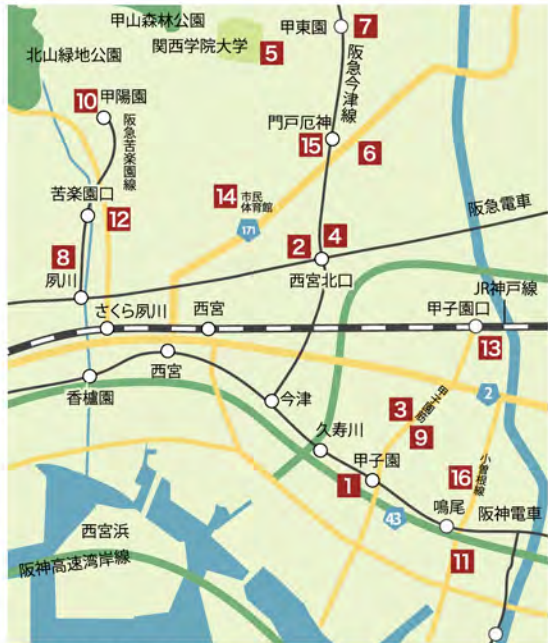 甲山森林公園
甲東園
7
関西学院大学
5
北山緑地公園
阪急今津線
10
甲陽園
門戸厄神
15
6
阪急苦楽園線
苦楽園口
12
14
市民
体育館
171
阪急電車
8
2
4
夙川
西宮北口
JR神戸線
さくら夙川
西宮
甲子園口
13
西宮
香櫨園
今津
2
3
甲子園筋
9
久寿川
小曽根線
16
甲子園
1
鳴尾
阪神電車
43
西宮浜
11
阪神高速湾岸線